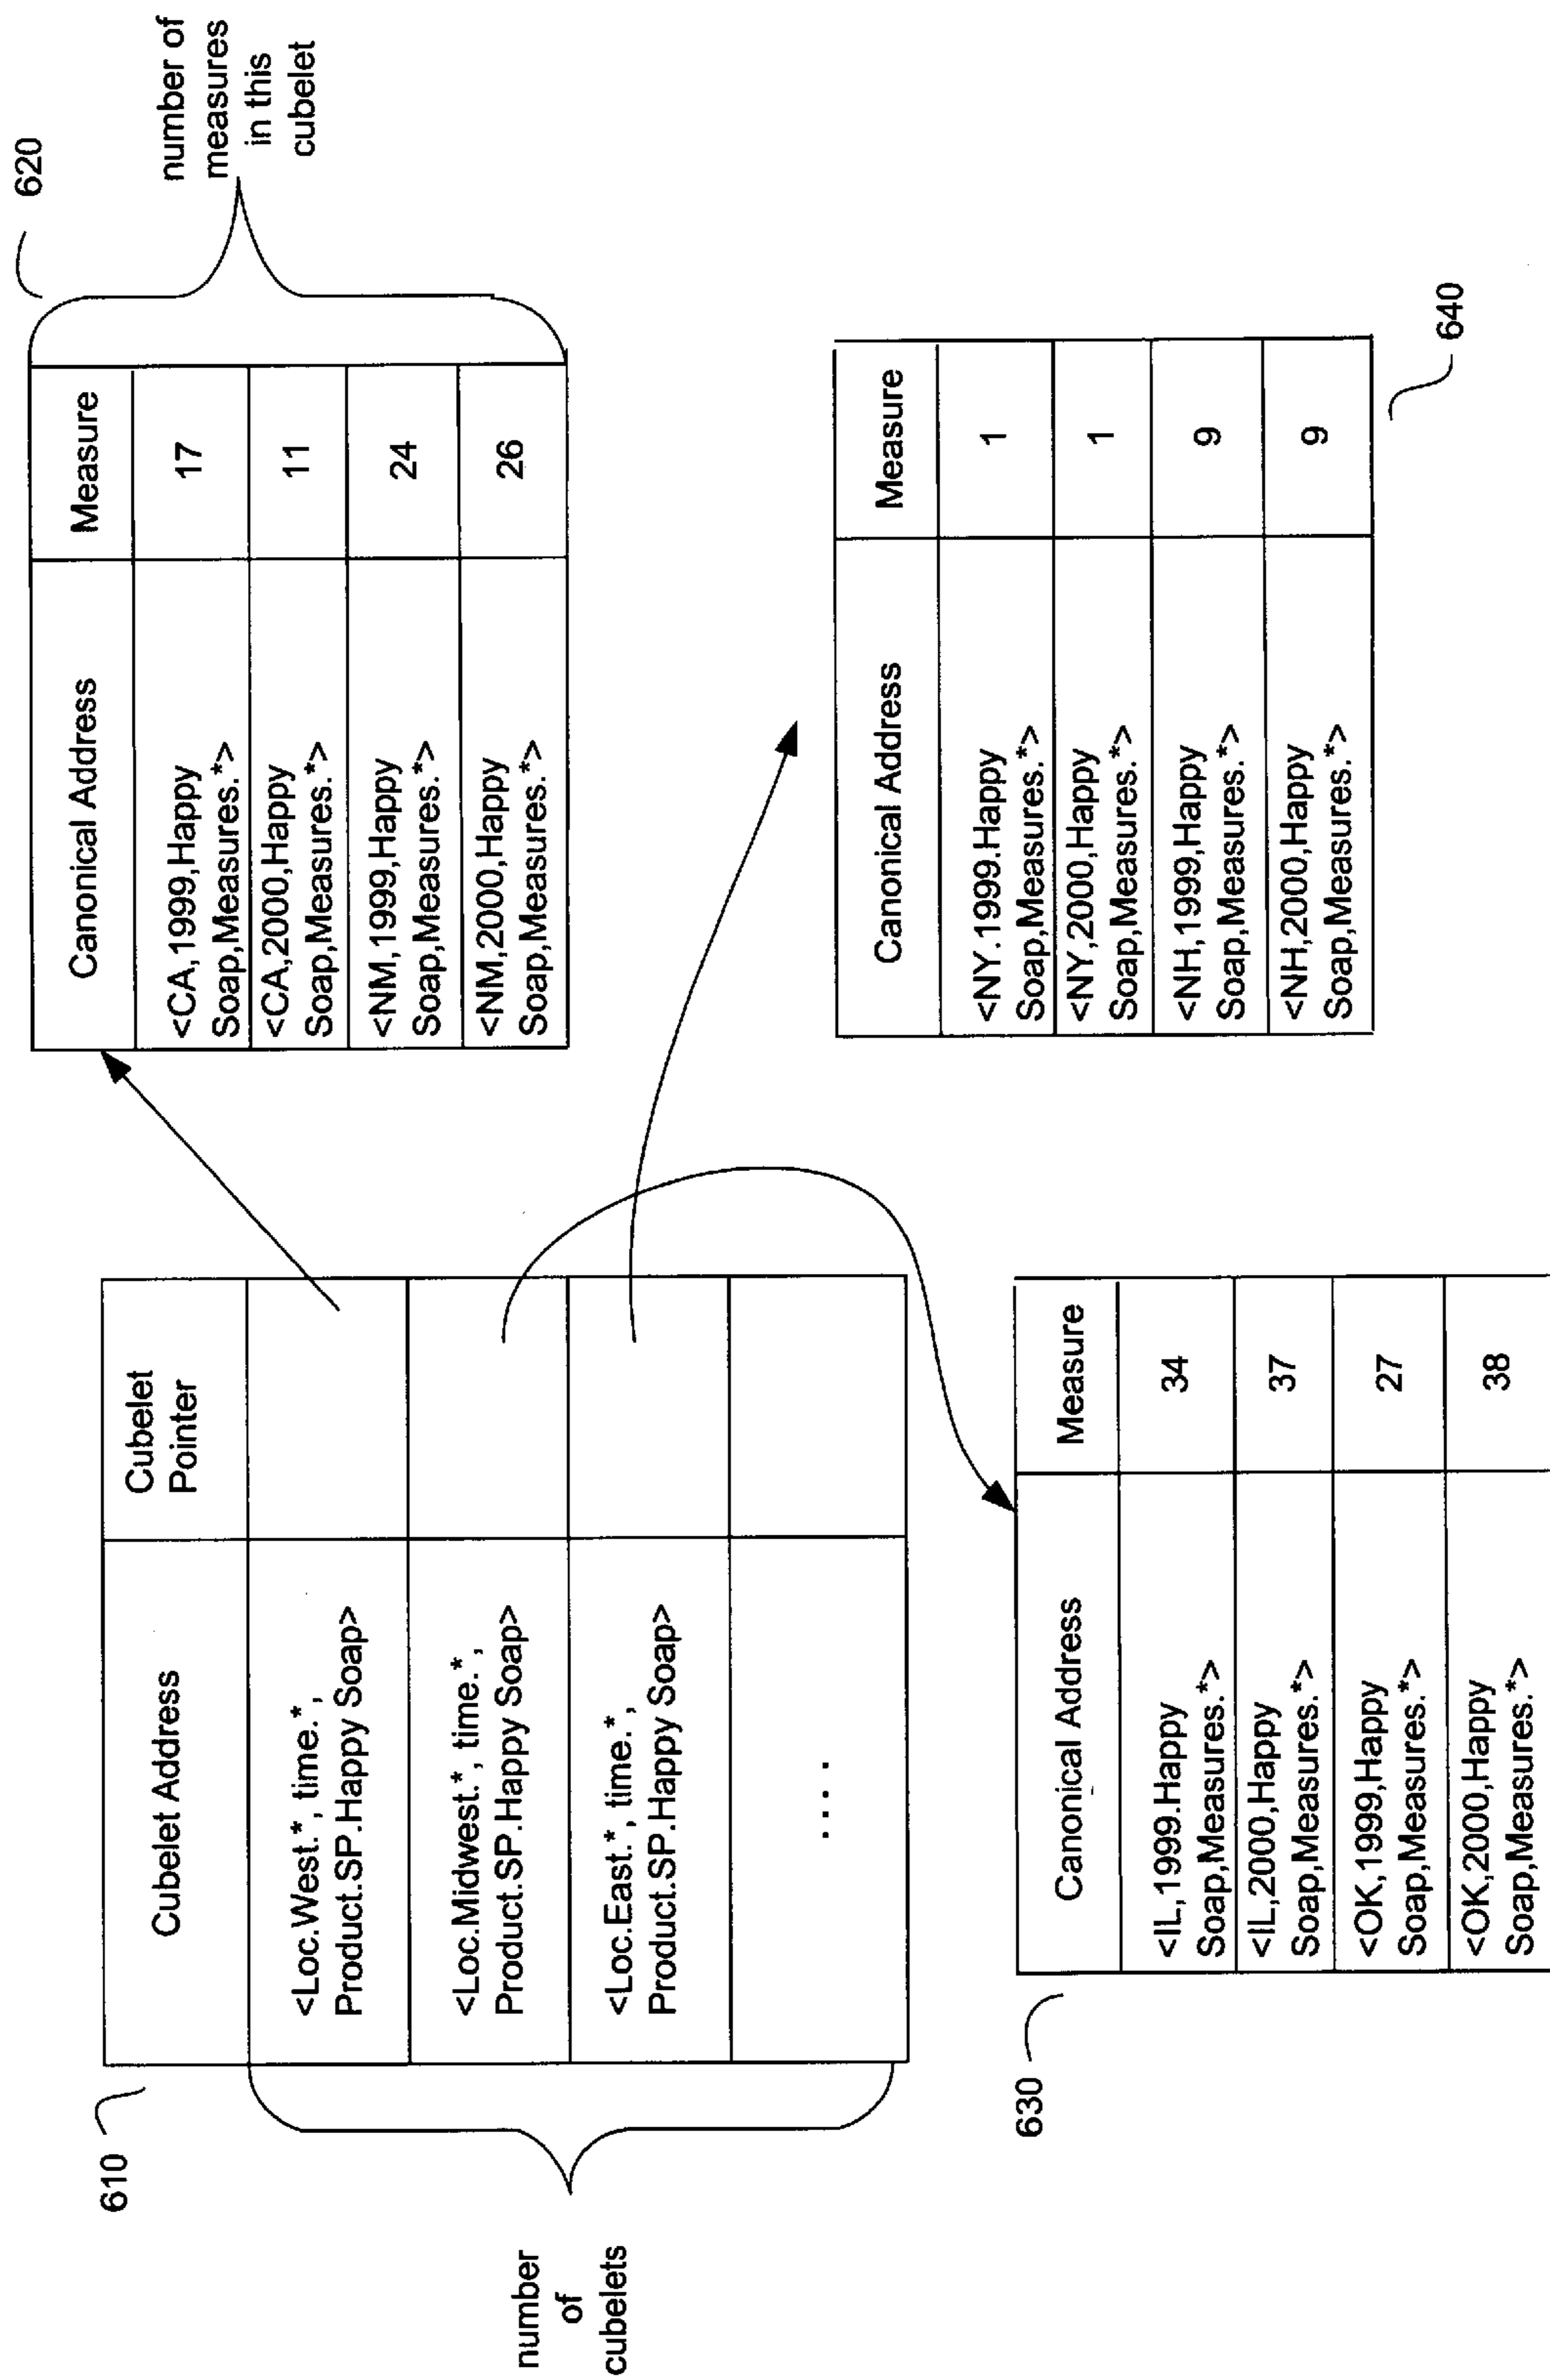 610
Cubelet Address
Cubelet
Pointer
<Loc.West.*, time.*,
Product.SP.Happy Soap>
<Loc.Midwest.*, time.*,
Product.SP.Happy Soap>
<Loc.East.*, time.*,
Product.SP.Happy Soap>
. . . .
number
of
cubelets
620
Canonical Address
Measure
<CA,1999,Happy
Soap,Measures.*>
17
<CA,2000,Happy
Soap,Measures.*>
11
<NM,1999,Happy
Soap,Measures.*>
24
<NM,2000,Happy
Soap,Measures.*>
26
number of
measures
in this
cubelet
630
Canonical Address
Measure
<IL,1999.Happy
Soap,Measures.*>
34
<IL,2000,Happy
Soap,Measures.*>
37
<OK,1999,Happy
Soap,Measures.*>
27
<OK,2000,Happy
Soap,Measures.*>
38
Canonical Address
Measure
<NY.1999.Happy
Soap,Measures.*>
1
<NY,2000,Happy
Soap,Measures.*>
1
<NH,1999,Happy
Soap,Measures.*>
9
<NH,2000,Happy
Soap,Measures.*>
9
640